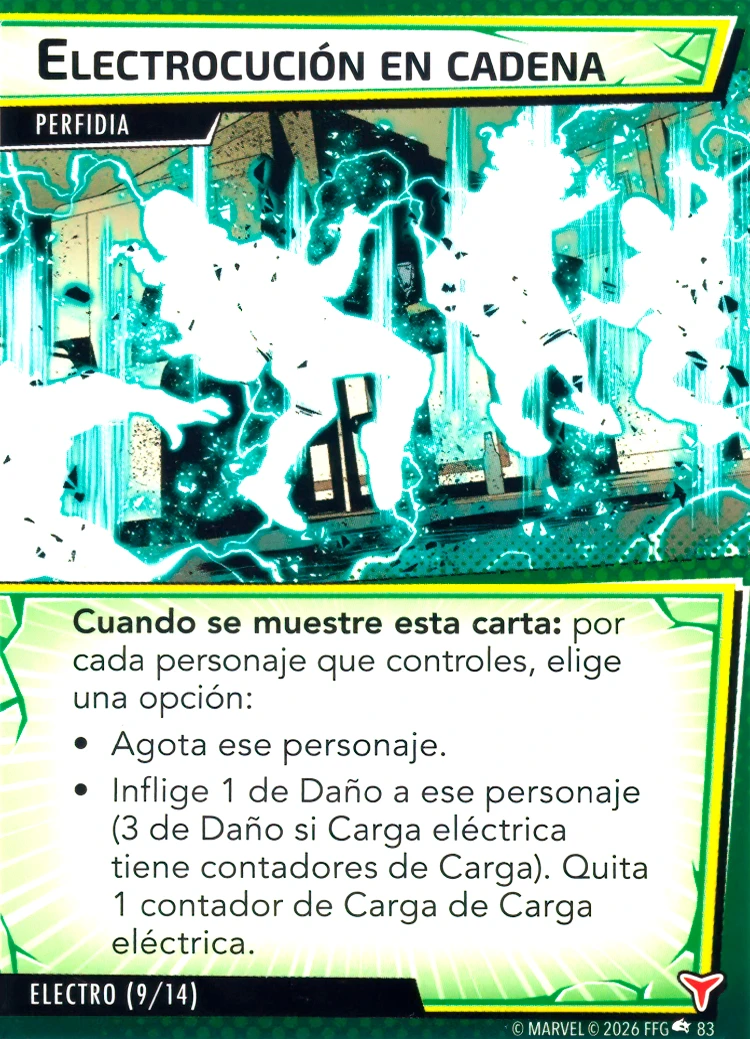 ELECTROCUCIÓN EN CADENA
PERFIDIA
Cuando se muestre esta carta: por
cada personaje que controles, elige
una opción:
• Agota ese personaje.
• Inflige 1 de Daño a ese personaje
(3 de Daño si Carga eléctrica
tiene contadores de Carga). Quita
1 contador de Carga de Carga
eléctrica.
ELECTRO (9/14)
© MARVEL © 2026 FFG 83